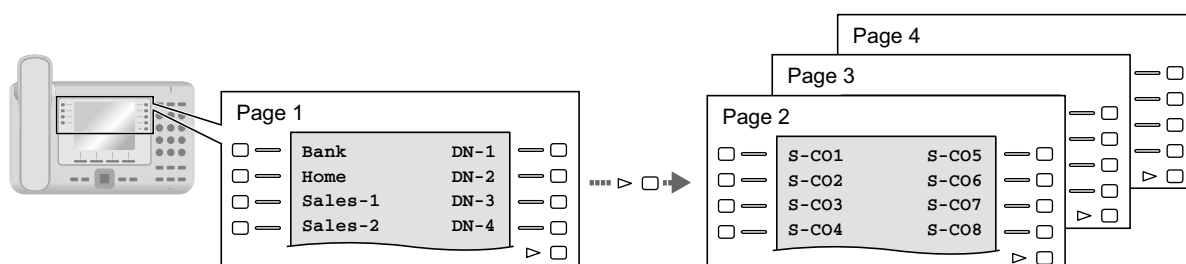 Page 1
Bank DN-1
Home DN-2
Sales-1 DN-3
Sales-2 DN-4
Page 2
S-CO1 S-CO5
S-CO2 S-CO6
S-CO3 S-CO7
S-CO4 S-CO8
Page 3
Page 4